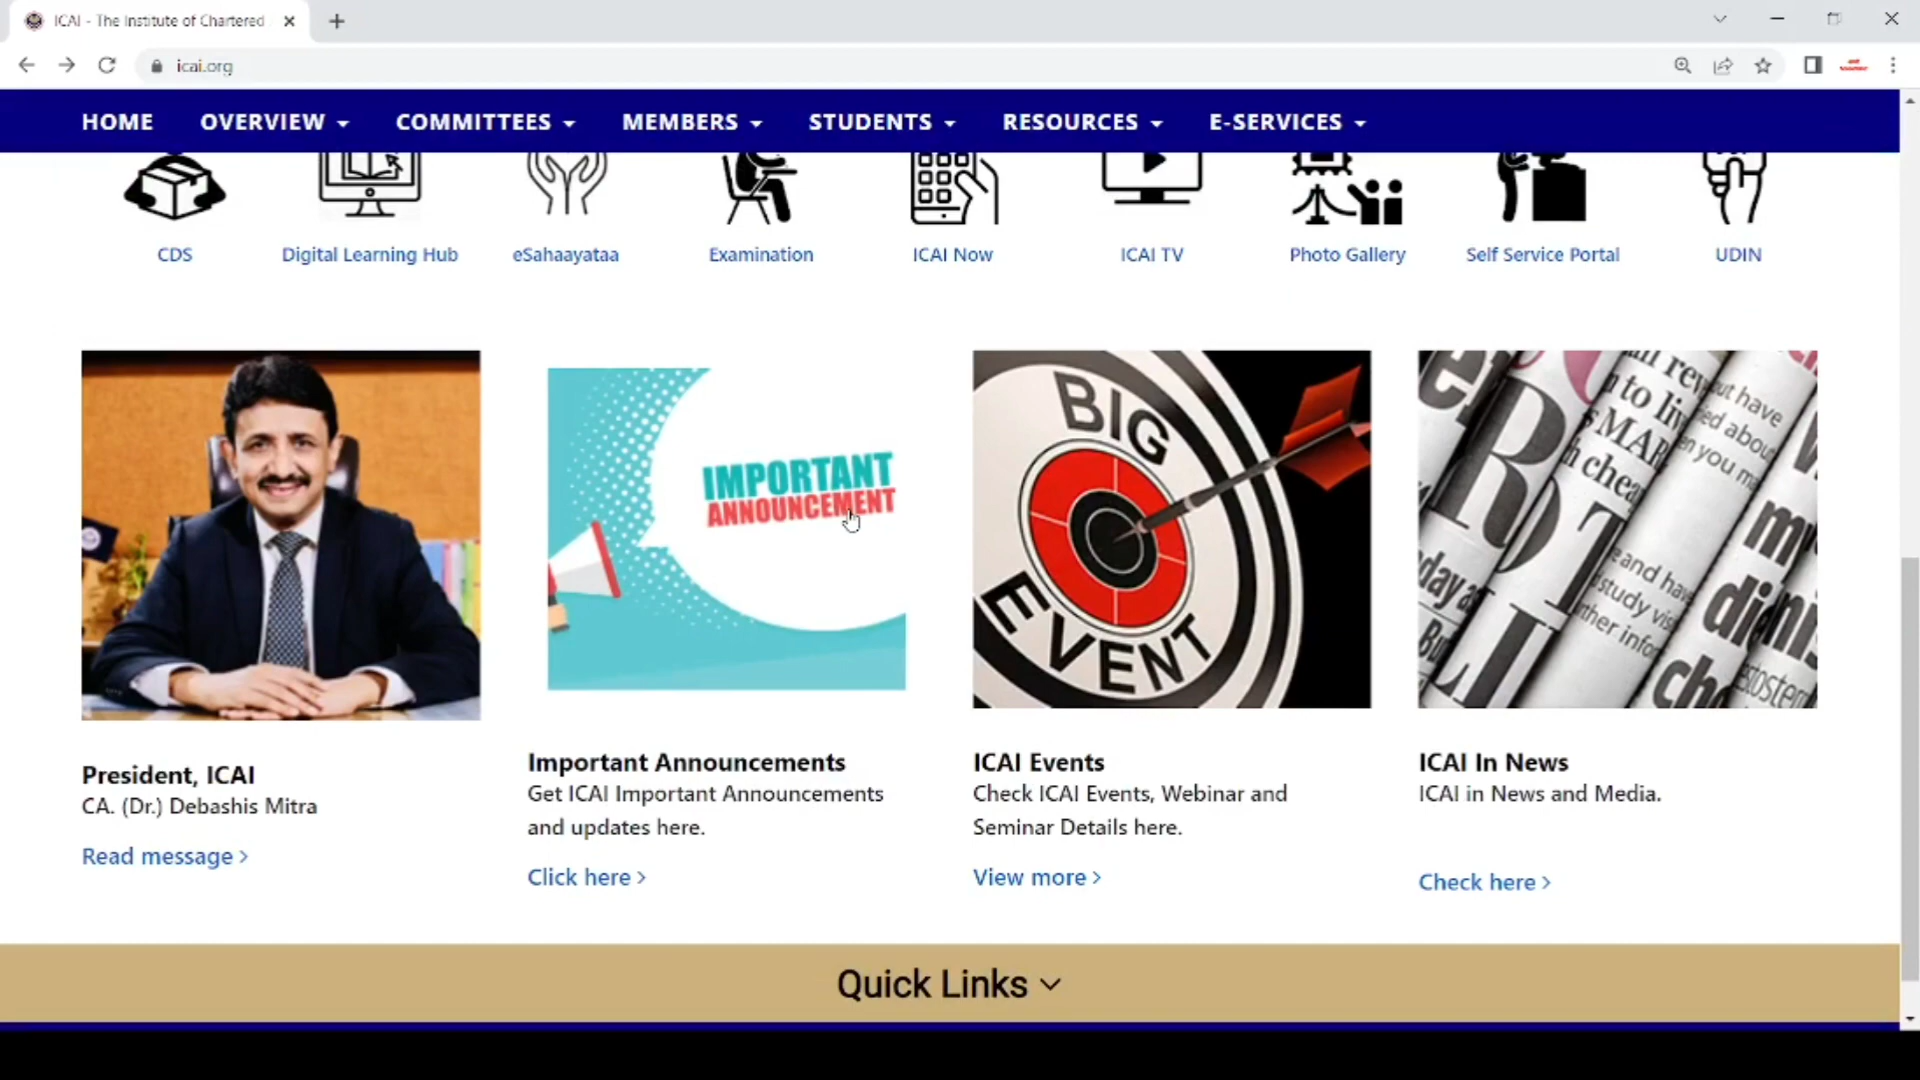 ICAI - The Institute of Chartered
icai.org
HOME OVERVIEW COMMITTEES MEMBERS STUDENTS RESOURCES E-SERVICES
CDS Digital Learning Hub eSahaayataa Examination ICAI Now ICAI TV Photo Gallery Self Service Portal UDIN
IMPORTANT
ANNOUNCEMENT
BIG
EVENT
President, ICAI
CA. (Dr.) Debashis Mitra
Read message >
Important Announcements
Get ICAI Important Announcements
and updates here.
Click here >
ICAI Events
Check ICAI Events, Webinar and
Seminar Details here.
View more >
ICAI In News
ICAI in News and Media.
Check here >
Quick Links